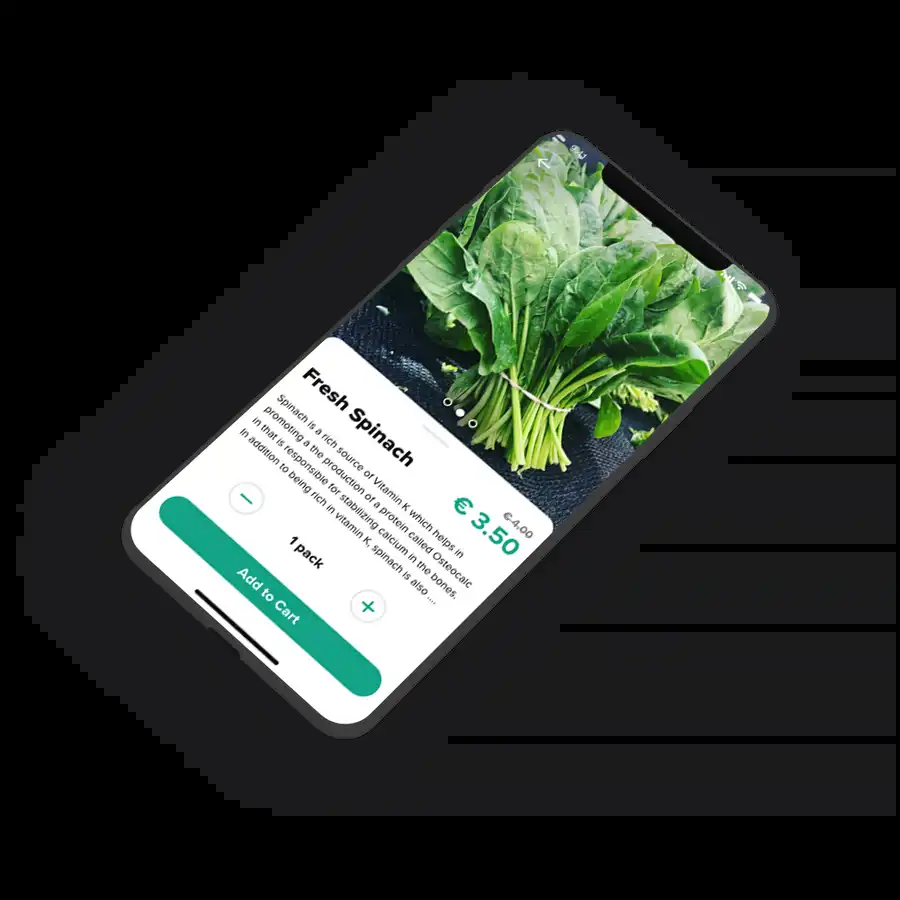 Fresh Spinach
€ 4.00
€ 3.50
Spinach is a rich source of Vitamin K which helps in
promoting a the production of a protein called Osteocalc
in that is responsible for stabilizing calcium in the bones.
In addition to being rich in vitamin K, spinach is also ....
1 pack
Add to Cart